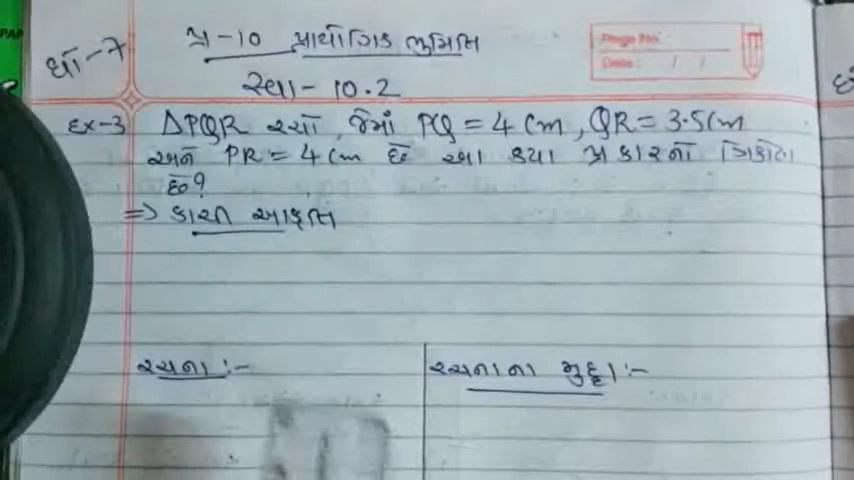 PAP
ધો-7
પ્ર-10 પ્રાયોગિક ભુમિતિ
Page No.
Date: / /
સ્વા- 10.2
Ex-3 ΔPQR રચો, જેમાં PQ = 4 Cm, QR = 3.5 Cm
અને PR = 4 Cm છે આ કયા પ્રકારનો ત્રિકોણ
છે?
⇒ કાચી આકૃતિ
રચના :-
રચનાના મુદ્દા :-